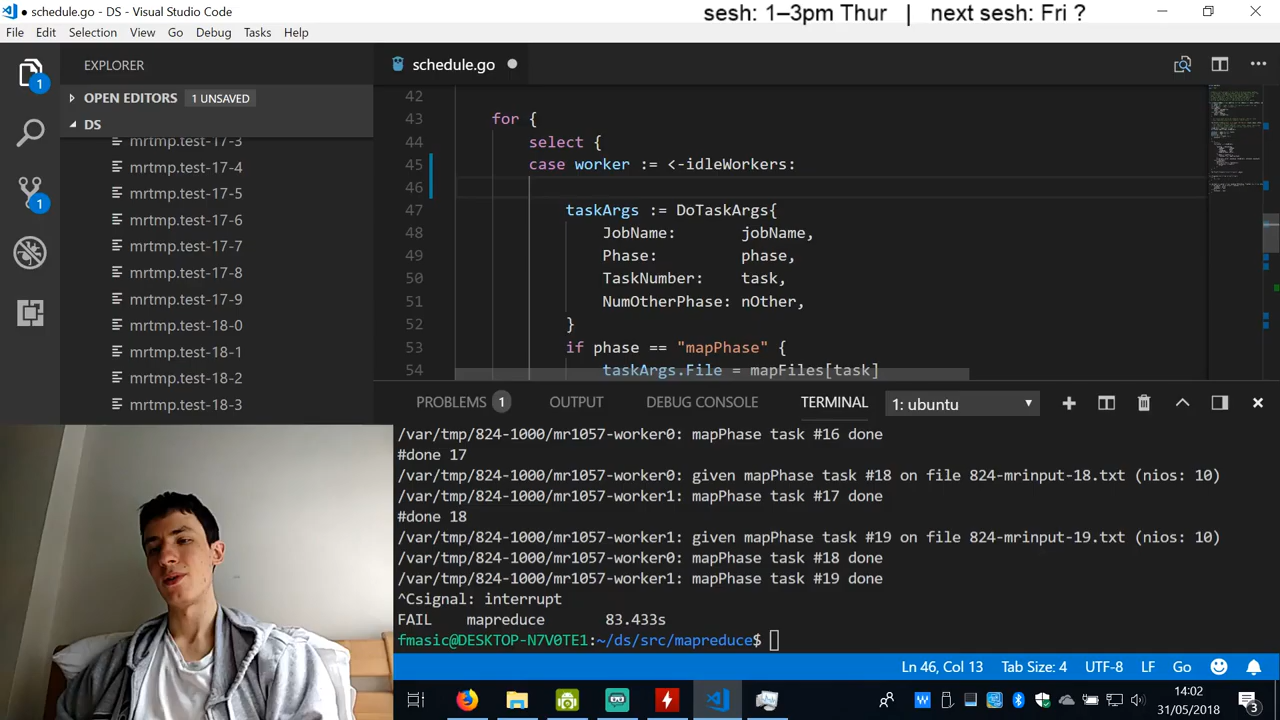 schedule.go - DS - Visual Studio Code
sesh: 1–3pm Thur | next sesh: Fri ?
File Edit Selection View Go Debug Tasks Help
EXPLORER
OPEN EDITORS 1 UNSAVED
DS
mrtmp.test-17-3
mrtmp.test-17-4
mrtmp.test-17-5
mrtmp.test-17-6
mrtmp.test-17-7
mrtmp.test-17-8
mrtmp.test-17-9
mrtmp.test-18-0
mrtmp.test-18-1
mrtmp.test-18-2
mrtmp.test-18-3
1
1
schedule.go
42
43 for {
44 select {
45 case worker := <-idleWorkers:
46
47 taskArgs := DoTaskArgs{
48 JobName: jobName,
49 Phase: phase,
50 TaskNumber: task,
51 NumOtherPhase: nOther,
52 }
53 if phase == "mapPhase" {
54 taskArgs.File = mapFiles[task]
PROBLEMS 1 OUTPUT DEBUG CONSOLE TERMINAL 1: ubuntu
/var/tmp/824-1000/mr1057-worker0: mapPhase task #16 done
#done 17
/var/tmp/824-1000/mr1057-worker0: given mapPhase task #18 on file 824-mrinput-18.txt (nios: 10)
/var/tmp/824-1000/mr1057-worker1: mapPhase task #17 done
#done 18
/var/tmp/824-1000/mr1057-worker1: given mapPhase task #19 on file 824-mrinput-19.txt (nios: 10)
/var/tmp/824-1000/mr1057-worker0: mapPhase task #18 done
/var/tmp/824-1000/mr1057-worker1: mapPhase task #19 done
^Csignal: interrupt
FAIL mapreduce 83.433s
fmasic@DESKTOP-N7V0TE1:~/ds/src/mapreduce$
Ln 46, Col 13 Tab Size: 4 UTF-8 LF Go
14:02
31/05/2018
3